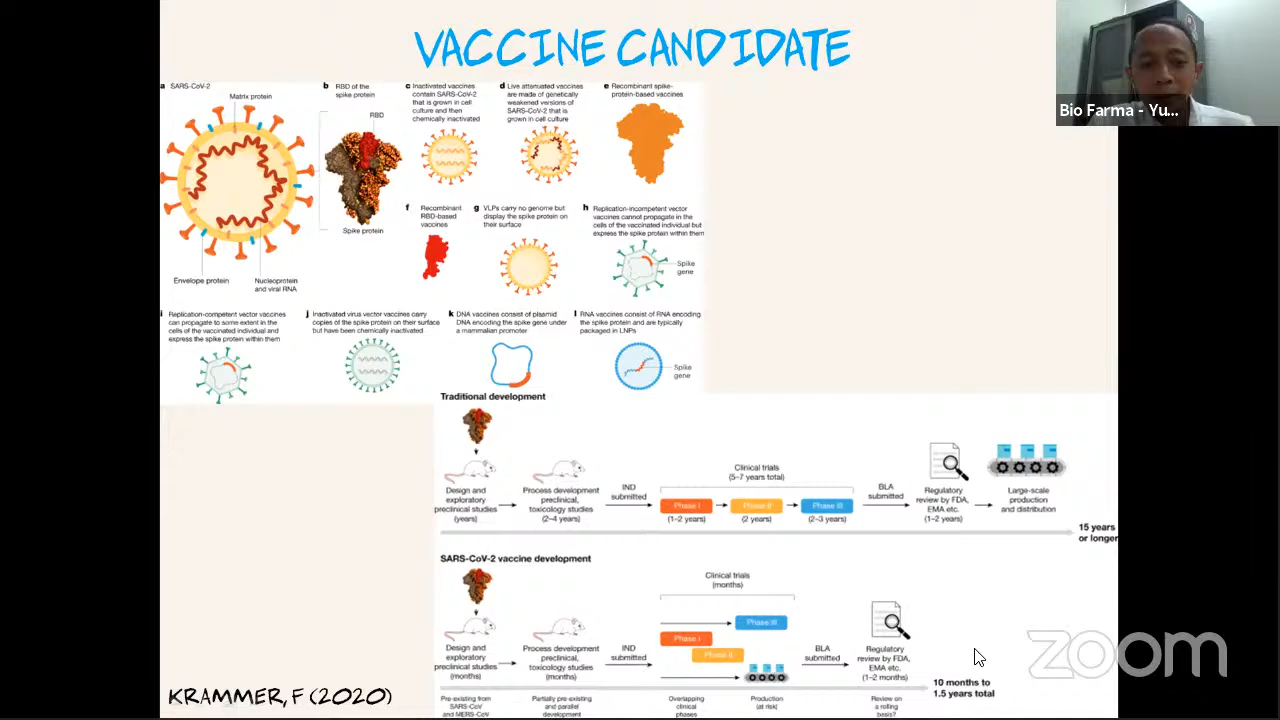 VACCINE CANDIDATE
Bio Farma - Yu...
a SARS-CoV-2
Matrix protein
Envelope protein
Nucleoprotein
and viral RNA
b RBD of the
spike protein
RBD
Spike protein
c Inactivated vaccines
contain SARS-CoV-2
that is grown in cell
culture and then
chemically inactivated
d Live attenuated vaccines
are made of genetically
weakened versions of
SARS-CoV-2 that is
grown in cell culture
e Recombinant spike-
protein-based vaccines
f Recombinant
RBD-based
vaccines
g VLPs carry no genome but
display the spike protein on
their surface
h Replication-incompetent vector
vaccines cannot propagate in the
cells of the vaccinated individual but
express the spike protein within them
Spike
gene
i Replication-competent vector vaccines
can propagate to some extent in the
cells of the vaccinated individual and
express the spike protein within them
j Inactivated virus vector vaccines carry
copies of the spike protein on their surface
but have been chemically inactivated
k DNA vaccines consist of plasmid
DNA encoding the spike gene under
a mammalian promoter
l RNA vaccines consist of RNA encoding
the spike protein and are typically
packaged in LNPs
Spike
gene
Traditional development
Design and
exploratory
preclinical studies
(years)
Process development
preclinical,
toxicology studies
(2–4 years)
IND
submitted
Clinical trials
(5–7 years total)
Phase I
(1–2 years)
Phase II
(2 years)
Phase III
(2–3 years)
BLA
submitted
Regulatory
review by FDA,
EMA etc.
(1–2 years)
Large-scale
production
and distribution
15 years
or longer
SARS-CoV-2 vaccine development
Design and
exploratory
preclinical studies
(months)
Process development
preclinical,
toxicology studies
(months)
IND
submitted
Clinical trials
(months)
Phase III
Phase I
Phase II
BLA
submitted
Regulatory
review by FDA,
EMA etc.
(1–2 months)
10 months to
1.5 years total
Pre-existing from
SARS-CoV
and MERS-CoV
Partially pre-existing
and parallel
development
Overlapping
clinical
phases
Production
(at risk)
Review on
a rolling
basis?
KRAMMER, F (2020)
zoom